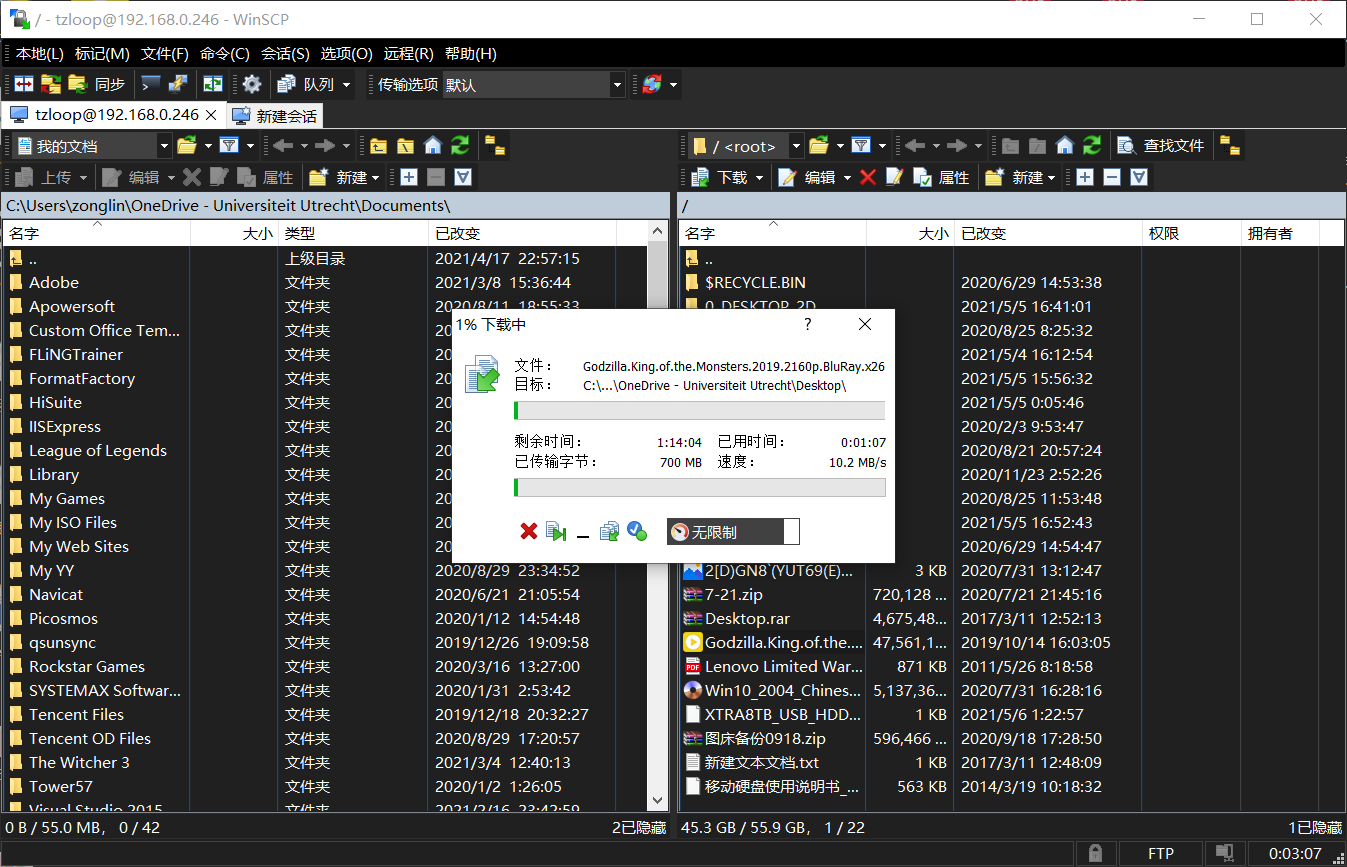 / - tzloop@192.168.0.246 - WinSCP
本地(L) 标记(M) 文件(F) 命令(C) 会话(S) 选项(O) 远程(R) 帮助(H)
同步 队列 传输选项 默认
tzloop@192.168.0.246 新建会话
我的文档 / <root> 查找文件
上传 编辑 属性 新建 下载 编辑 属性 新建
C:\Users\zonglin\OneDrive - Universiteit Utrecht\Documents\ /
名字 大小 类型 已改变 名字 大小 已改变 权限 拥有者
.. 上级目录 2021/4/17 22:57:15 ..
Adobe 文件夹 2021/3/8 15:36:44 $RECYCLE.BIN 2020/6/29 14:53:38
Apowersoft 文件夹 2020/8/11 18:55:33 0_DESKTOP_2D 2021/5/5 16:41:01
Custom Office Tem... 文件夹 20 2020/8/25 8:25:32
FLiNGTrainer 文件夹 20 2021/5/4 16:12:54
FormatFactory 文件夹 20 2021/5/5 15:56:32
HiSuite 文件夹 20 2021/5/5 0:05:46
IISExpress 文件夹 20 2020/2/3 9:53:47
League of Legends 文件夹 20 2020/8/21 20:57:24
Library 文件夹 20 2020/11/23 2:52:26
My Games 文件夹 20 2020/8/25 11:53:48
My ISO Files 文件夹 20 2021/5/5 16:52:43
My Web Sites 文件夹 20 2020/6/29 14:54:47
My YY 文件夹 2020/8/29 23:34:52 2[D)GN8`(YUT69(E)... 3 KB 2020/7/31 13:12:47
Navicat 文件夹 2020/6/21 21:05:54 7-21.zip 720,128 ... 2020/7/21 21:45:16
Picosmos 文件夹 2020/1/12 14:54:48 Desktop.rar 4,675,48... 2017/3/11 12:52:13
qsunsync 文件夹 2019/12/26 19:09:58 Godzilla.King.of.the.... 47,561,1... 2019/10/14 16:03:05
Rockstar Games 文件夹 2020/3/16 13:27:00 Lenovo Limited War... 871 KB 2011/5/26 8:18:58
SYSTEMAX Softwar... 文件夹 2020/1/31 2:53:42 Win10_2004_Chines... 5,137,36... 2020/7/31 16:28:16
Tencent Files 文件夹 2019/12/18 20:32:27 XTRA8TB_USB_HDD... 1 KB 2021/5/6 1:22:57
Tencent OD Files 文件夹 2020/8/29 17:20:57 图床备份0918.zip 596,466 ... 2020/9/18 17:28:50
The Witcher 3 文件夹 2021/3/4 12:40:13 新建文本文档.txt 1 KB 2017/3/11 12:48:09
Tower57 文件夹 2020/1/2 1:26:05 移动硬盘使用说明书_... 563 KB 2014/3/19 10:18:32
Visual Studio 2015 文件夹 2021/2/16 23:42:59
1% 下载中 ?
文件： Godzilla.King.of.the.Monsters.2019.2160p.BluRay.x26
目标： C:\...\OneDrive - Universiteit Utrecht\Desktop\
剩余时间： 1:14:04 已用时间： 0:01:07
已传输字节： 700 MB 速度： 10.2 MB/s
无限制
0 B / 55.0 MB， 0 / 42 2已隐藏 45.3 GB / 55.9 GB， 1 / 22 1已隐藏
FTP 0:03:07